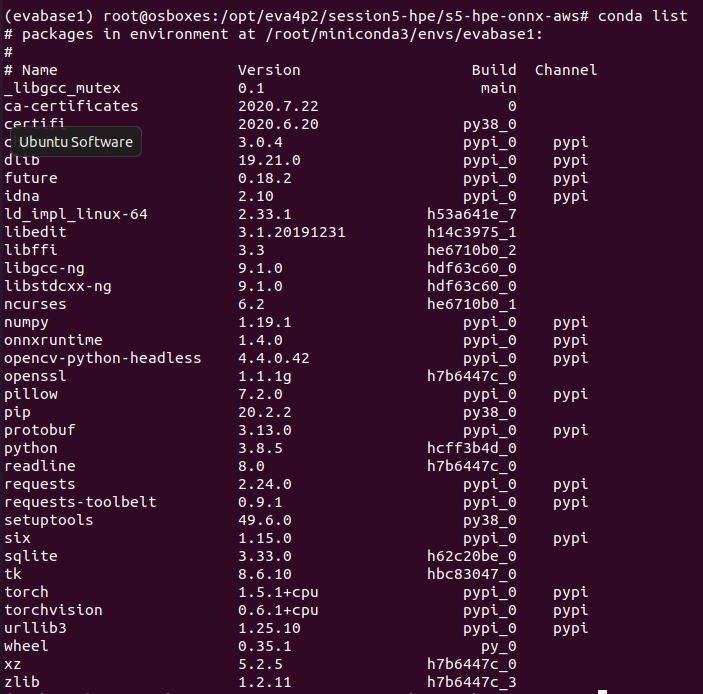 (evabase1) root@osboxes:/opt/eva4p2/session5-hpe/s5-hpe-onnx-aws# conda list
# packages in environment at /root/miniconda3/envs/evabase1:
#
# Name Version Build Channel
_libgcc_mutex 0.1 main
ca-certificates 2020.7.22 0
certifi 2020.6.20 py38_0
Ubuntu Software
3.0.4 pypi_0 pypi
dlib 19.21.0 pypi_0 pypi
future 0.18.2 pypi_0 pypi
idna 2.10 pypi_0 pypi
ld_impl_linux-64 2.33.1 h53a641e_7
libedit 3.1.20191231 h14c3975_1
libffi 3.3 he6710b0_2
libgcc-ng 9.1.0 hdf63c60_0
libstdcxx-ng 9.1.0 hdf63c60_0
ncurses 6.2 he6710b0_1
numpy 1.19.1 pypi_0 pypi
onnxruntime 1.4.0 pypi_0 pypi
opencv-python-headless 4.4.0.42 pypi_0 pypi
openssl 1.1.1g h7b6447c_0
pillow 7.2.0 pypi_0 pypi
pip 20.2.2 py38_0
protobuf 3.13.0 pypi_0 pypi
python 3.8.5 hcff3b4d_0
readline 8.0 h7b6447c_0
requests 2.24.0 pypi_0 pypi
requests-toolbelt 0.9.1 pypi_0 pypi
setuptools 49.6.0 py38_0
six 1.15.0 pypi_0 pypi
sqlite 3.33.0 h62c20be_0
tk 8.6.10 hbc83047_0
torch 1.5.1+cpu pypi_0 pypi
torchvision 0.6.1+cpu pypi_0 pypi
urllib3 1.25.10 pypi_0 pypi
wheel 0.35.1 py_0
xz 5.2.5 h7b6447c_0
zlib 1.2.11 h7b6447c_3